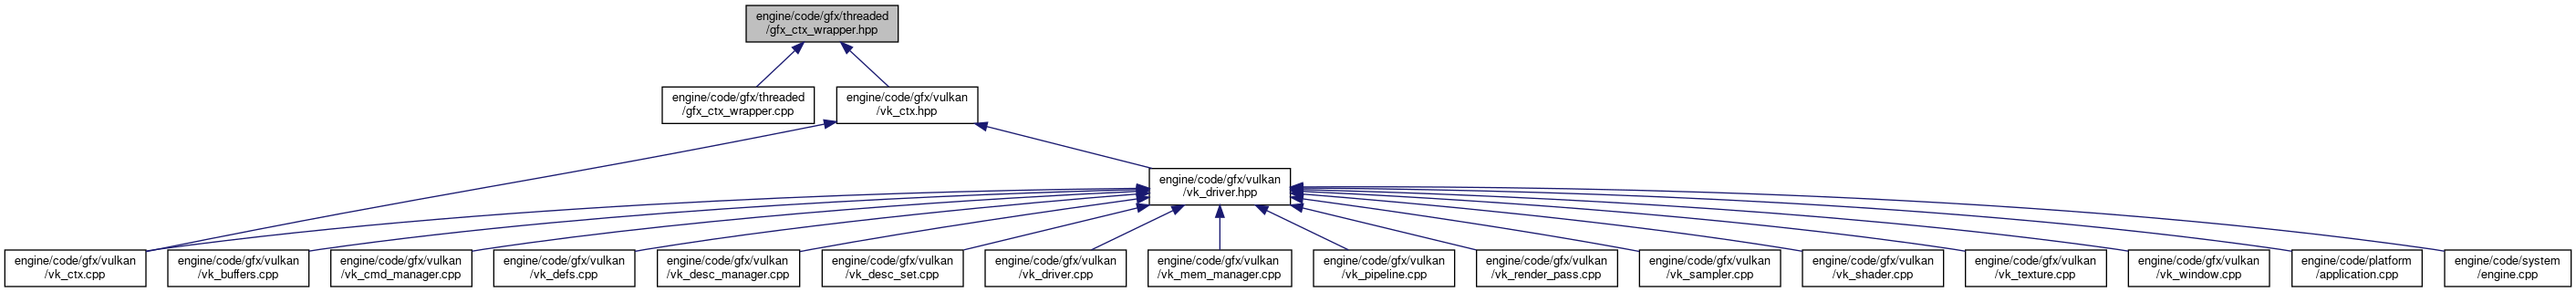 engine/code/gfx/threaded
/gfx_ctx_wrapper.hpp
engine/code/gfx/threaded
/gfx_ctx_wrapper.cpp
engine/code/gfx/vulkan
/vk_ctx.hpp
engine/code/gfx/vulkan
/vk_driver.hpp
engine/code/gfx/vulkan
/vk_ctx.cpp
engine/code/gfx/vulkan
/vk_buffers.cpp
engine/code/gfx/vulkan
/vk_cmd_manager.cpp
engine/code/gfx/vulkan
/vk_defs.cpp
engine/code/gfx/vulkan
/vk_desc_manager.cpp
engine/code/gfx/vulkan
/vk_desc_set.cpp
engine/code/gfx/vulkan
/vk_driver.cpp
engine/code/gfx/vulkan
/vk_mem_manager.cpp
engine/code/gfx/vulkan
/vk_pipeline.cpp
engine/code/gfx/vulkan
/vk_render_pass.cpp
engine/code/gfx/vulkan
/vk_sampler.cpp
engine/code/gfx/vulkan
/vk_shader.cpp
engine/code/gfx/vulkan
/vk_texture.cpp
engine/code/gfx/vulkan
/vk_window.cpp
engine/code/platform
/application.cpp
engine/code/system
/engine.cpp